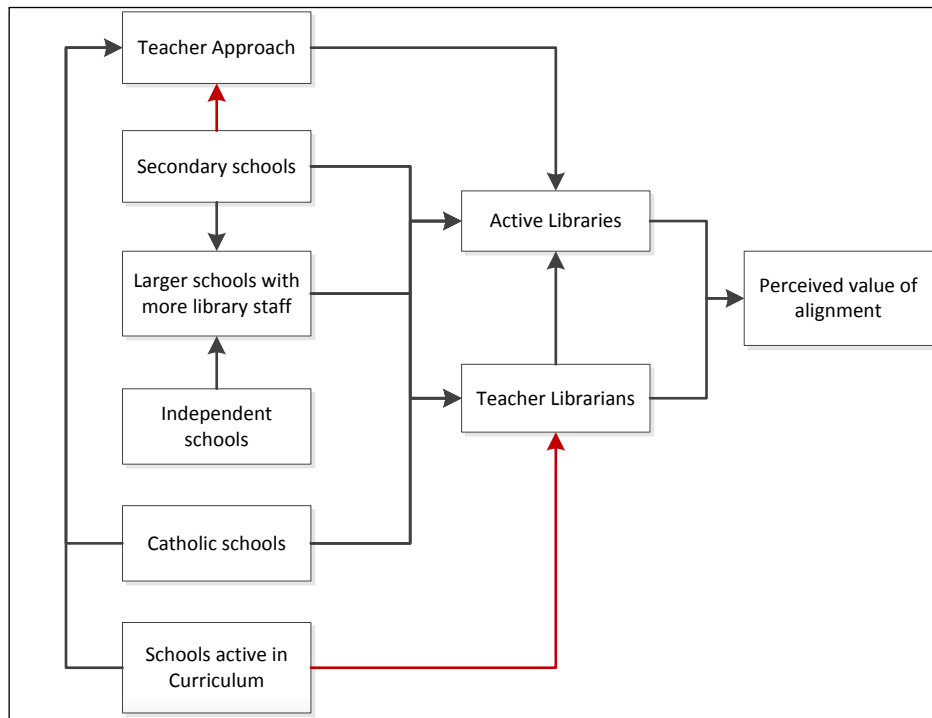 Teacher Approach
Secondary schools
Larger schools with
more library staff
Independent
schools
Catholic schools
Schools active in
Curriculum
Active Libraries
Teacher Librarians
Perceived value of
alignment